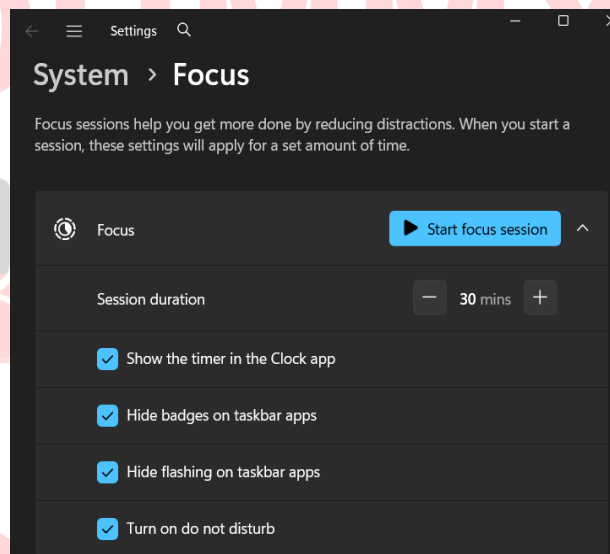 Settings
System > Focus
Focus sessions help you get more done by reducing distractions. When you start a
session, these settings will apply for a set amount of time.
Focus
Start focus session
Session duration
30 mins
Show the timer in the Clock app
Hide badges on taskbar apps
Hide flashing on taskbar apps
Turn on do not disturb